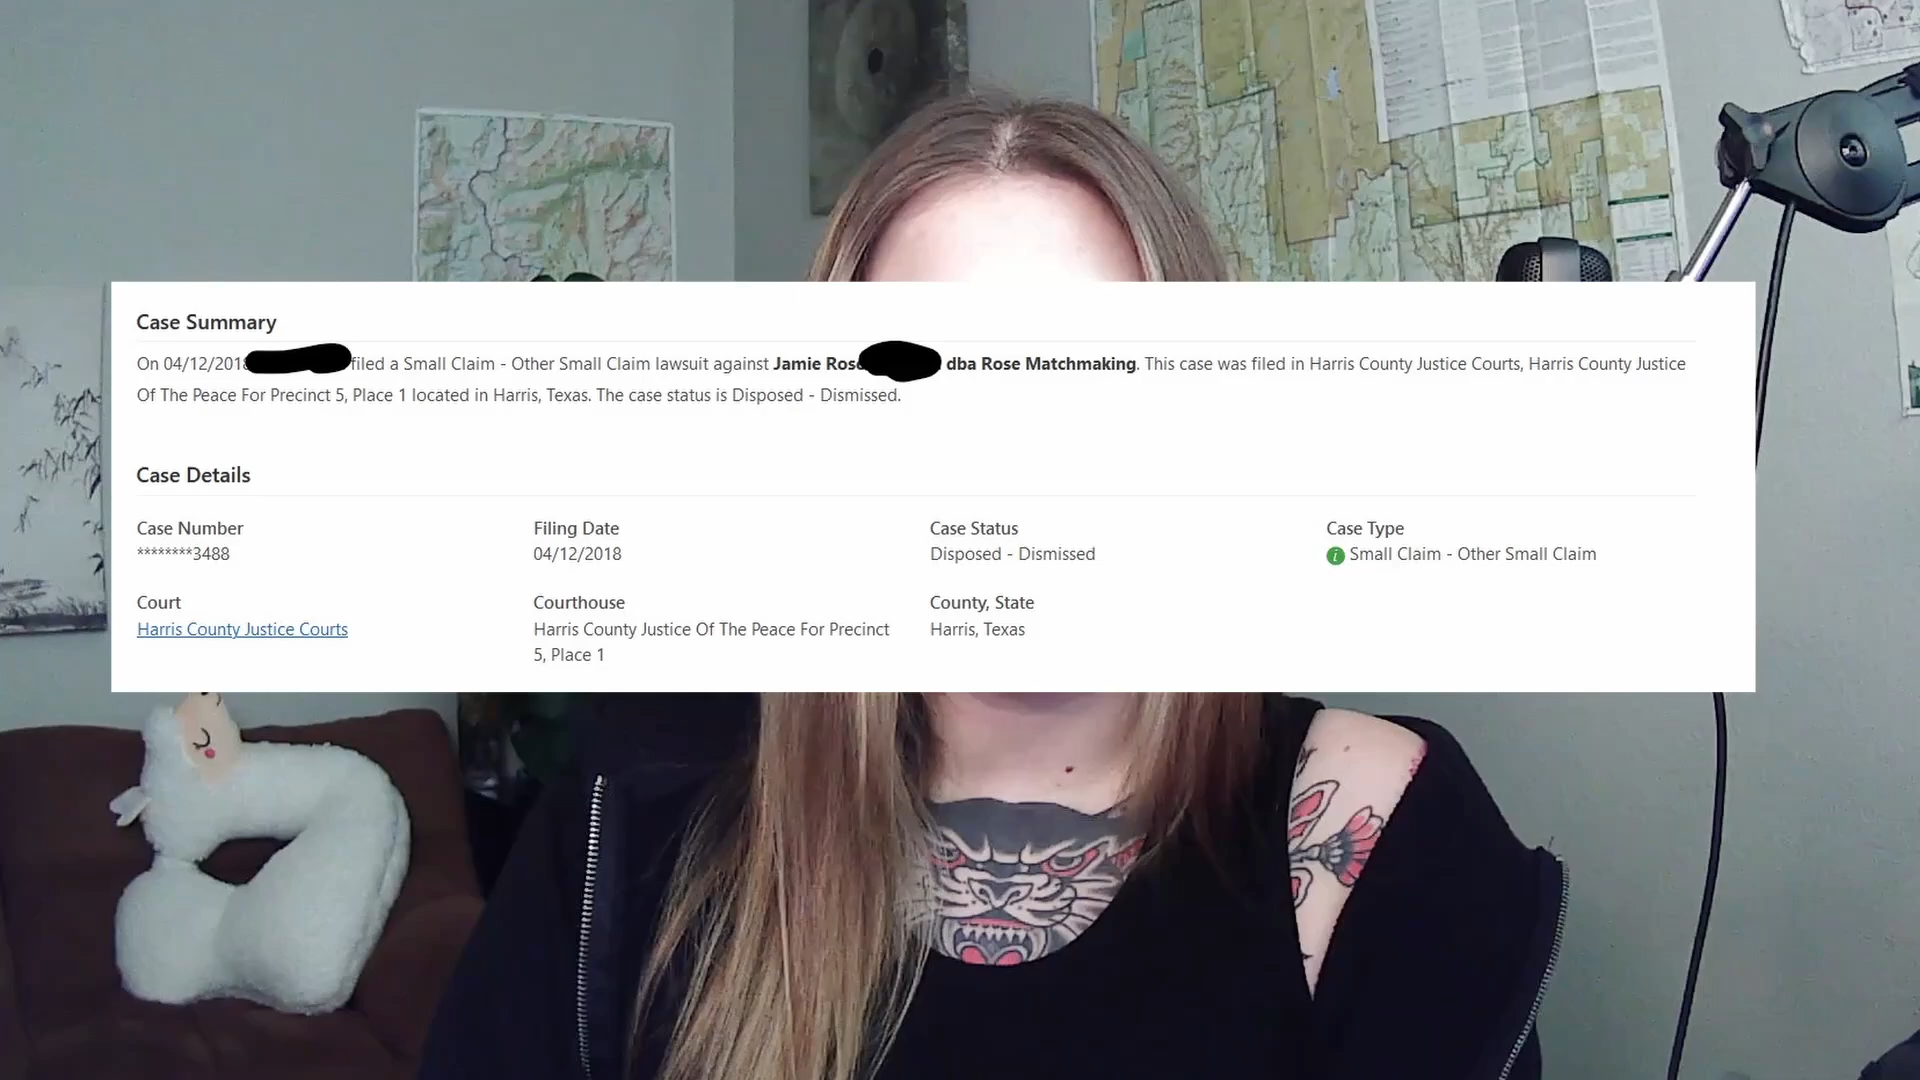 Case Summary
On 04/12/2018 filed a Small Claim - Other Small Claim lawsuit against Jamie Rose dba Rose Matchmaking. This case was filed in Harris County Justice Courts, Harris County Justice
Of The Peace For Precinct 5, Place 1 located in Harris, Texas. The case status is Disposed - Dismissed.
Case Details
Case Number
Filing Date
Case Status
Case Type
********3488
04/12/2018
Disposed - Dismissed
Small Claim - Other Small Claim
Court
Courthouse
County, State
Harris County Justice Courts
Harris County Justice Of The Peace For Precinct
5, Place 1
Harris, Texas